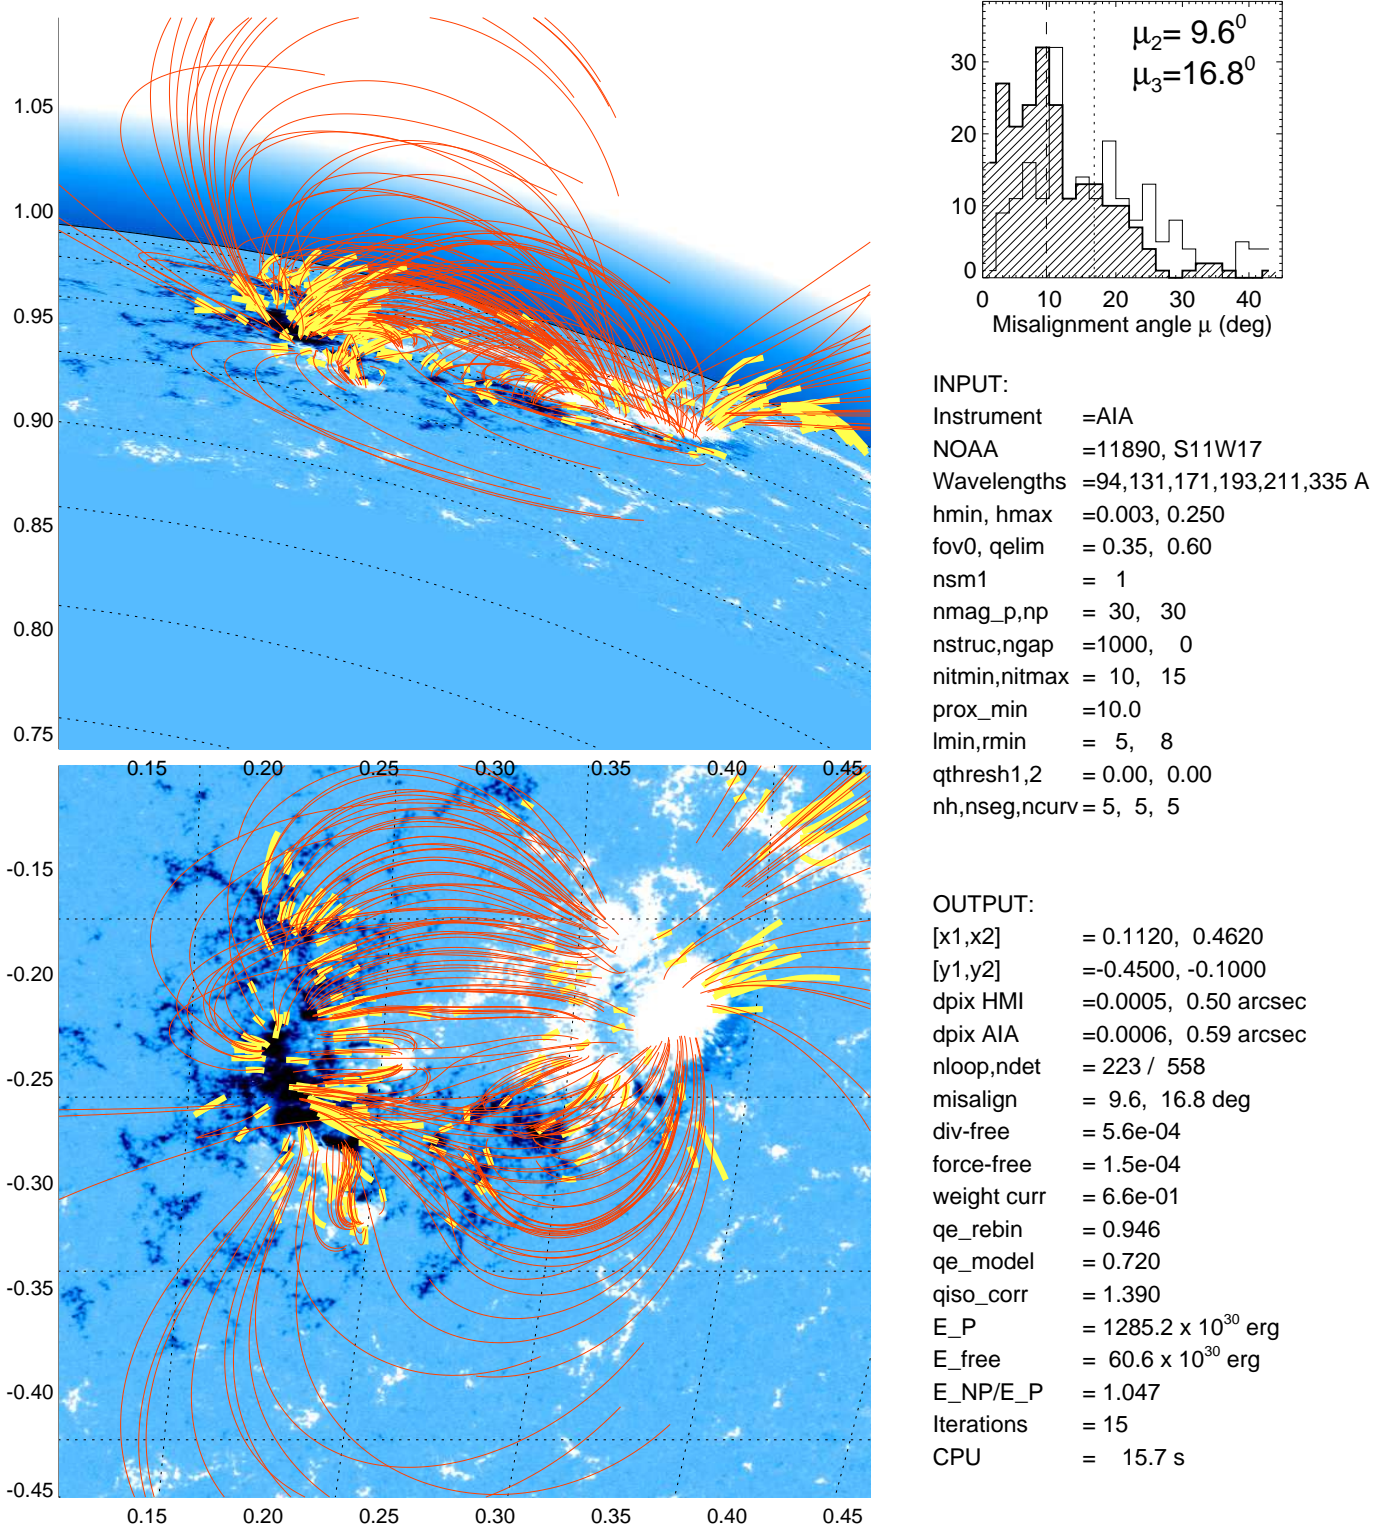 1.05
1.00
0.95
0.90
0.85
0.80
0.75
0.15 0.20 0.25 0.30 0.35 0.40 0.45
-0.15
-0.20
-0.25
-0.30
-0.35
-0.40
-0.45
0.15 0.20 0.25 0.30 0.35 0.40 0.45
μ2= 9.6⁰
μ3=16.8⁰
30
20
10
0
0 10 20 30 40
Misalignment angle μ (deg)
INPUT:
Instrument =AIA
NOAA =11890, S11W17
Wavelengths =94,131,171,193,211,335 A
hmin, hmax =0.003, 0.250
fov0, qelim = 0.35, 0.60
nsm1 = 1
nmag_p,np = 30, 30
nstruc,ngap =1000, 0
nitmin,nitmax = 10, 15
prox_min =10.0
lmin,rmin = 5, 8
qthresh1,2 = 0.00, 0.00
nh,nseg,ncurv = 5, 5, 5
OUTPUT:
[x1,x2] = 0.1120, 0.4620
[y1,y2] =-0.4500, -0.1000
dpix HMI =0.0005, 0.50 arcsec
dpix AIA =0.0006, 0.59 arcsec
nloop,ndet = 223 / 558
misalign = 9.6, 16.8 deg
div-free = 5.6e-04
force-free = 1.5e-04
weight curr = 6.6e-01
qe_rebin = 0.946
qe_model = 0.720
qiso_corr = 1.390
E_P = 1285.2 x 10³⁰ erg
E_free = 60.6 x 10³⁰ erg
E_NP/E_P = 1.047
Iterations = 15
CPU = 15.7 s